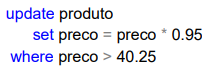 update produto
set preco = preco * 0.95
where preco > 40.25